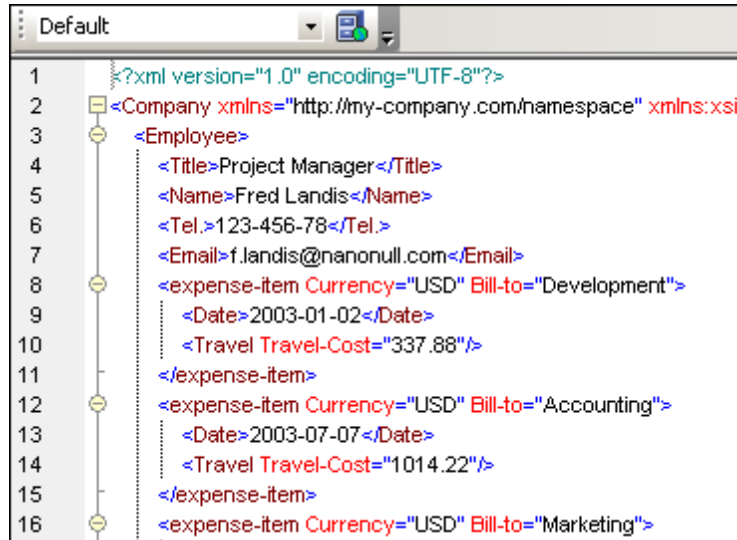 Default
1 <?xml version="1.0" encoding="UTF-8"?>
2 <Company xmlns="http://my-company.com/namespace" xmlns:xsi
3 <Employee>
4 <Title>Project Manager</Title>
5 <Name>Fred Landis</Name>
6 <Tel.>123-456-78</Tel.>
7 <Email>f.landis@nanonull.com</Email>
8 <expense-item Currency="USD" Bill-to="Development">
9 <Date>2003-01-02</Date>
10 <Travel Travel-Cost="337.88"/>
11 </expense-item>
12 <expense-item Currency="USD" Bill-to="Accounting">
13 <Date>2003-07-07</Date>
14 <Travel Travel-Cost="1014.22"/>
15 </expense-item>
16 <expense-item Currency="USD" Bill-to="Marketing">